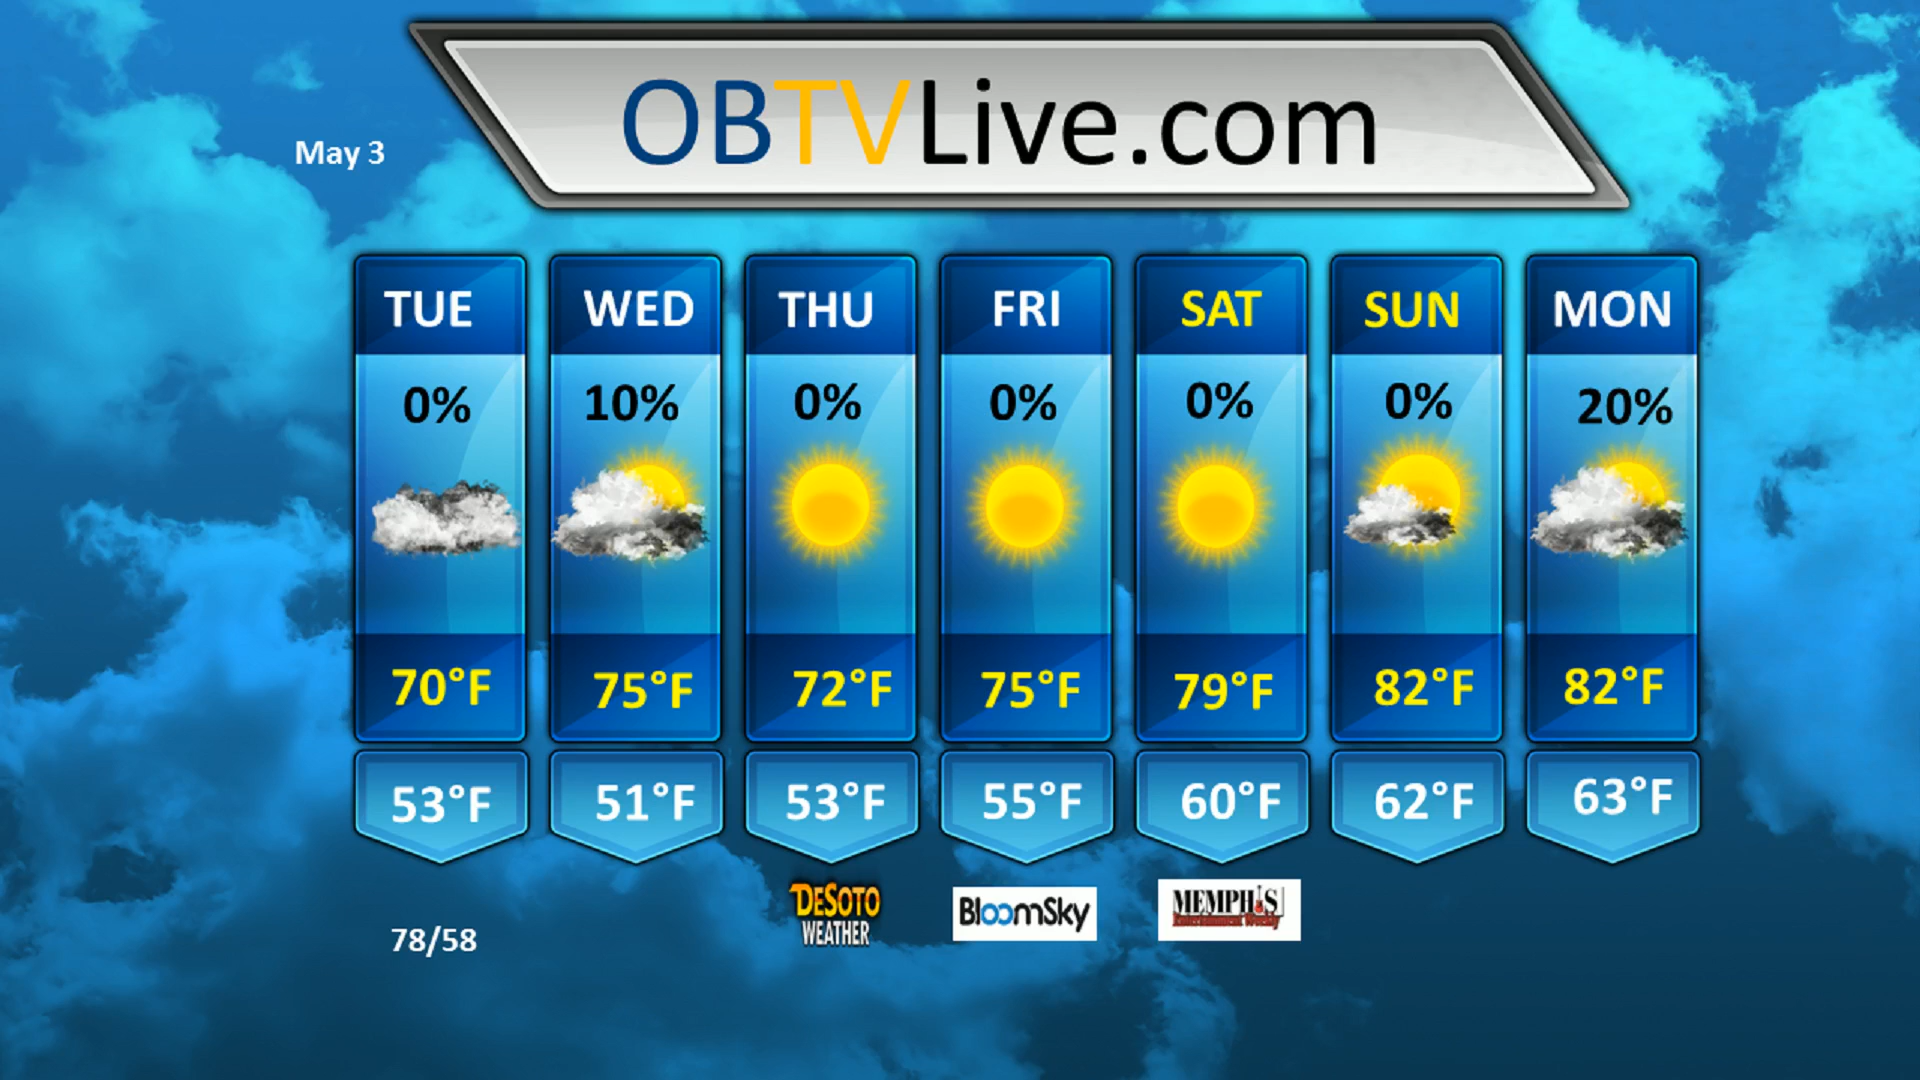 OBTVLive.com
May 3
TUE WED THU FRI SAT SUN MON
0% 10% 0% 0% 0% 0% 20%
70°F 75°F 72°F 75°F 79°F 82°F 82°F
53°F 51°F 53°F 55°F 60°F 62°F 63°F
DESOTO
WEATHER
BloomSky
MEMPHIS
Entertainment Weekly
78/58